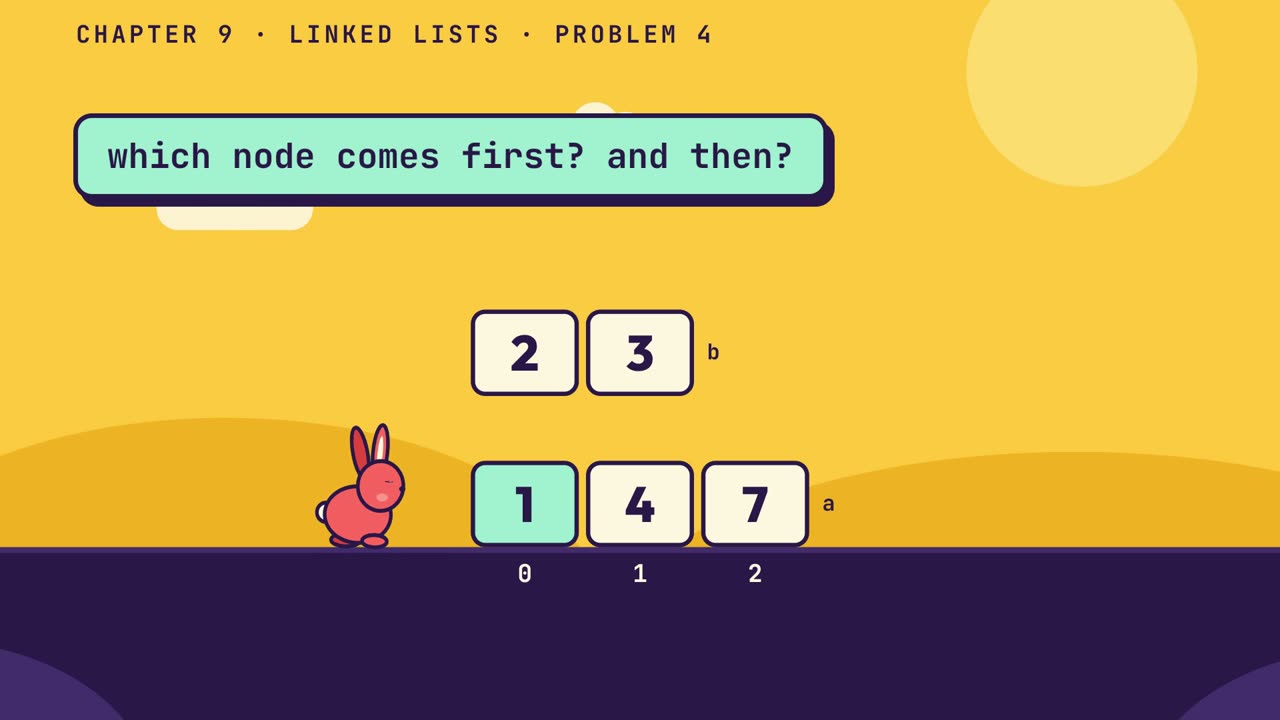 CHAPTER 9 · LINKED LISTS · PROBLEM 4
which node comes first? and then?
2 3 b
1 4 7 a
0 1 2